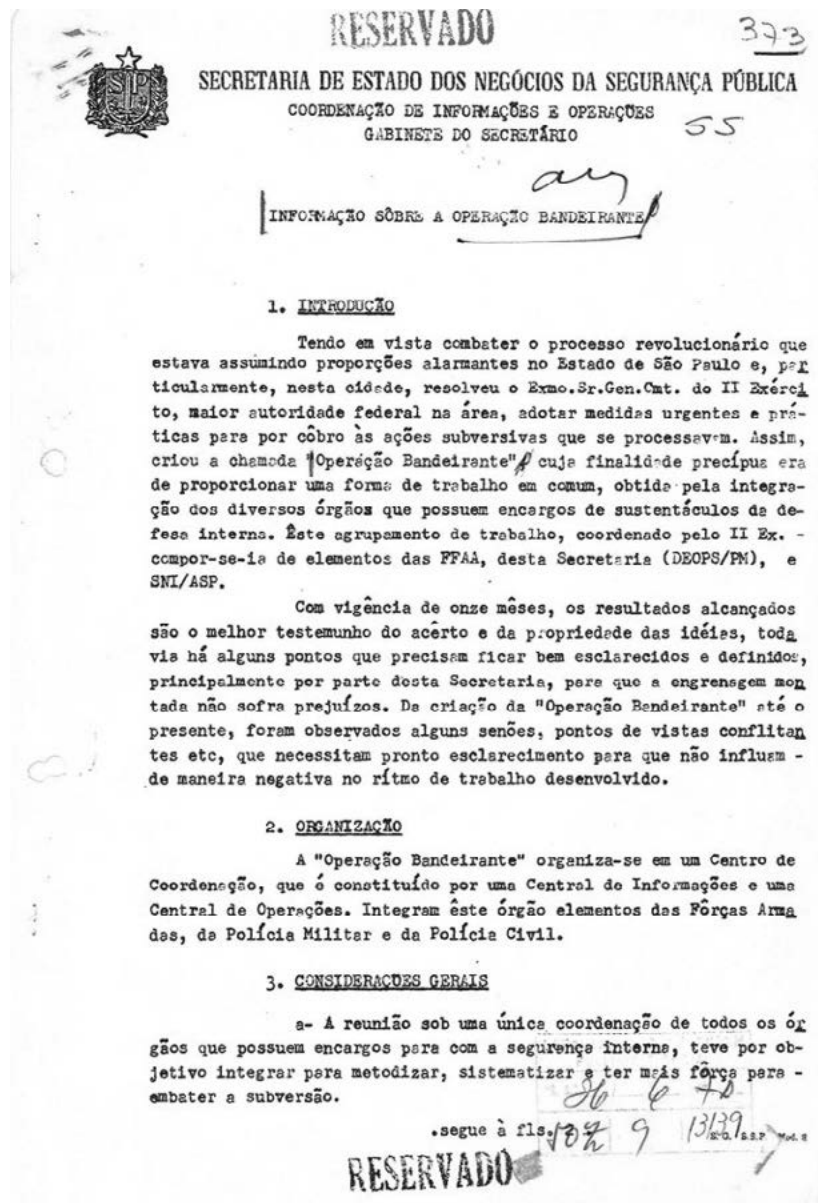 RESERVADO
373
SP
SECRETARIA DE ESTADO DOS NEGÓCIOS DA SEGURANÇA PÚBLICA
COORDENAÇÃO DE INFORMAÇÕES E OPERAÇÕES
GABINETE DO SECRETÁRIO
55
INFORMAÇÃO SÔBRE A OPERAÇÃO BANDEIRANTE
1. INTRODUÇÃO
Tendo em vista combater o processo revolucionário que
estava assumindo proporções alarmantes no Estado de São Paulo e, par
ticularmente, nesta cidade, resolveu o Exmo.Sr.Gen.Cmt. do II Exérci
to, maior autoridade federal na área, adotar medidas urgentes e prá-
ticas para por côbro às ações subversivas que se processavem. Assim,
criou a chamada "Operação Bandeirante" cuja finalidade precípua era
de proporcionar uma forma de trabalho em comum, obtida pela integra-
ção dos diversos órgãos que possuem encargos de sustentáculos da de-
fesa interna. Êste agrupamento de trabalho, coordenado pelo II Ex. -
compor-se-ia de elementos das FFAA, desta Secretaria (DEOPS/PM), e
SNI/ASP.
Com vigência de onze mêses, os resultados alcançados
são o melhor testemunho do acêrto e da propriedade das idéias, toda
via há alguns pontos que precisam ficar bem esclarecidos e definidos,
principalmente por parte desta Secretaria, para que a engrenagem mon
tada não sofra prejuízos. Da criação da "Operação Bandeirante" até o
presente, foram observados alguns senões, pontos de vistas conflitan
tes etc, que necessitam pronto esclarecimento para que não influam -
de maneira negativa no rítmo de trabalho desenvolvido.
2. ORGANIZAÇÃO
A "Operação Bandeirante" organiza-se em um Centro de
Coordenação, que é constituído por uma Central de Informações e uma
Central de Operações. Integram êste órgão elementos das Fôrças Arma
das, da Polícia Militar e da Polícia Civil.
3. CONSIDERAÇÕES GERAIS
a- A reunião sob uma única coordenação de todos os ór
gãos que possuem encargos para com a segurança interna, teve por ob-
jetivo integrar para metodizar, sistematizar e ter mais fôrça para -
embater a subversão.
.segue à fls.
9 13139
S.S.P. Mod. 2
RESERVADO